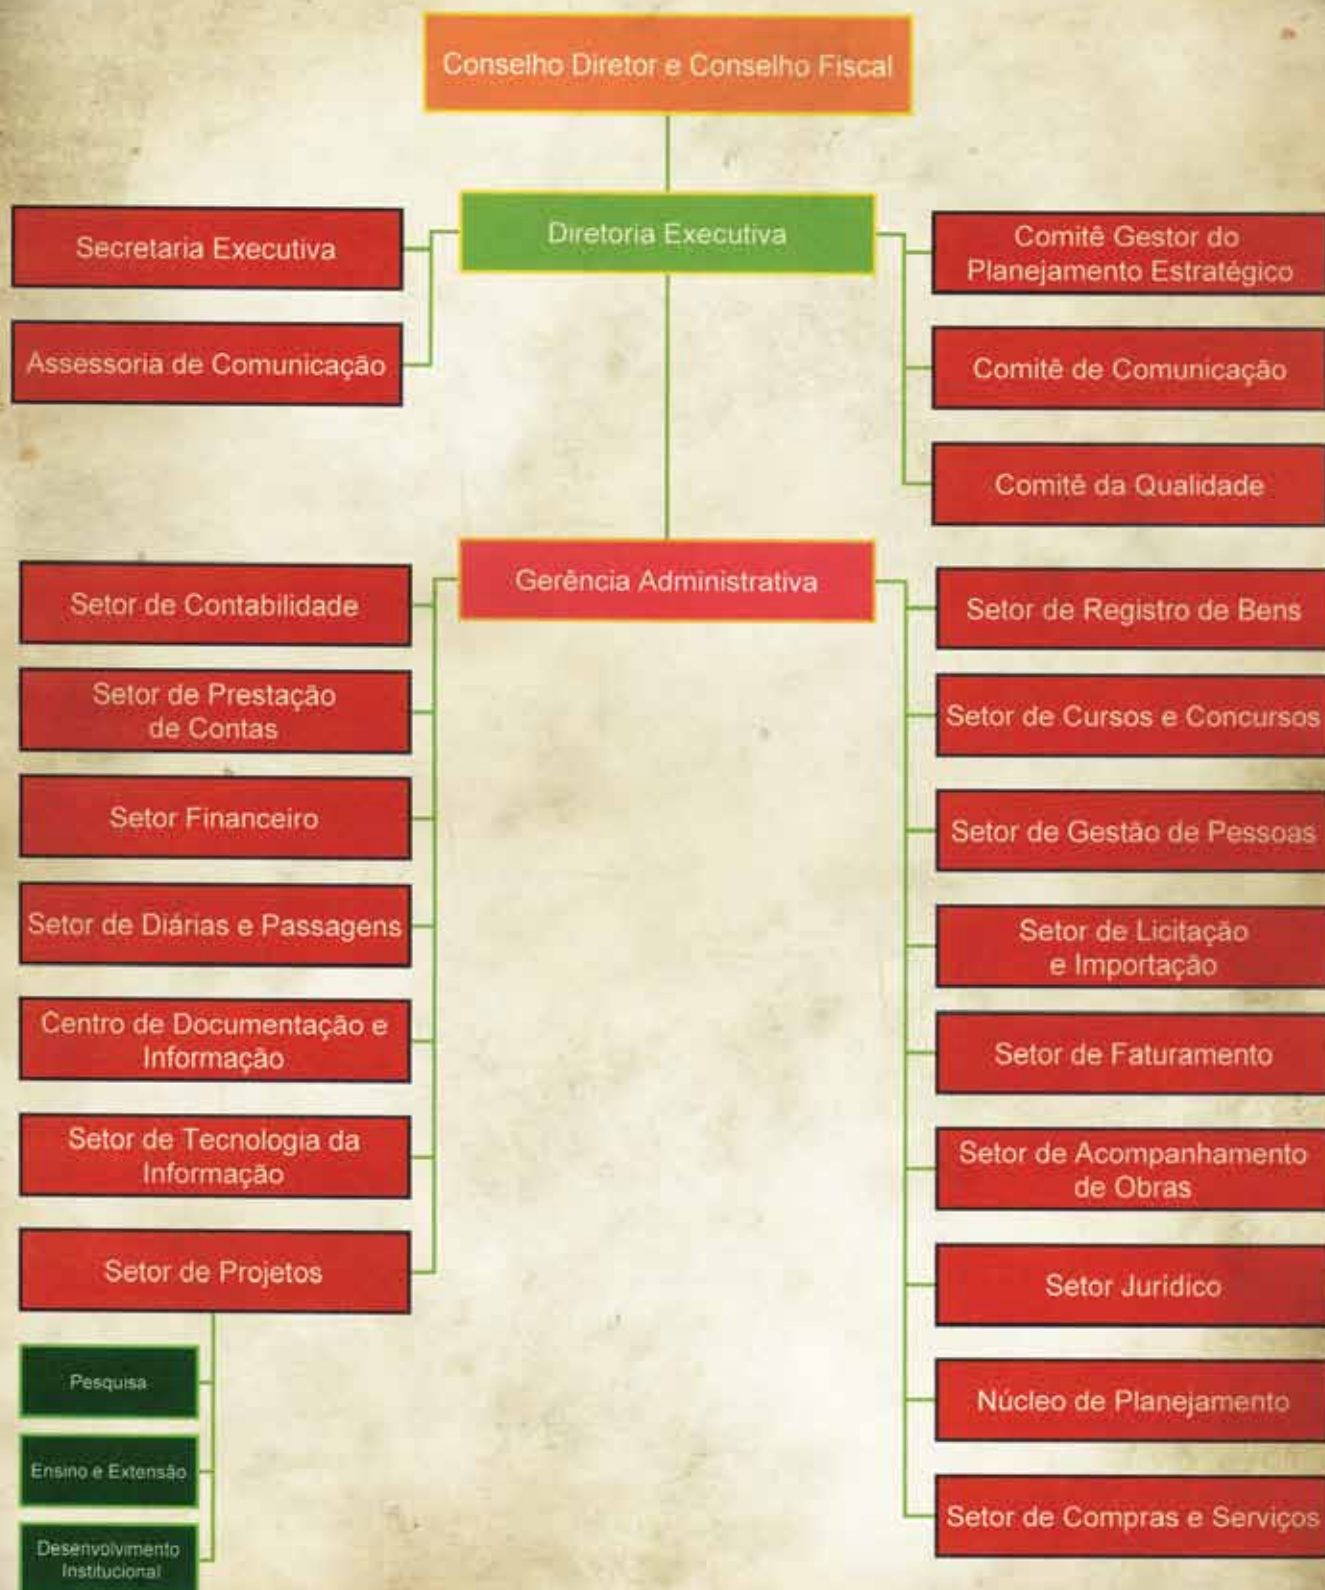 Conselho Diretor e Conselho Fiscal
Diretoria Executiva
Secretaria Executiva
Assessoria de Comunicação
Comitê Gestor do
Planejamento Estratégico
Comitê de Comunicação
Comitê da Qualidade
Gerência Administrativa
Setor de Contabilidade
Setor de Prestação
de Contas
Setor Financeiro
Setor de Diárias e Passagens
Centro de Documentação e
Informação
Setor de Tecnologia da
Informação
Setor de Projetos
Pesquisa
Ensino e Extensão
Desenvolvimento
Institucional
Setor de Registro de Bens
Setor de Cursos e Concursos
Setor de Gestão de Pessoas
Setor de Licitação
e Importação
Setor de Faturamento
Setor de Acompanhamento
de Obras
Setor Jurídico
Núcleo de Planejamento
Setor de Compras e Serviços